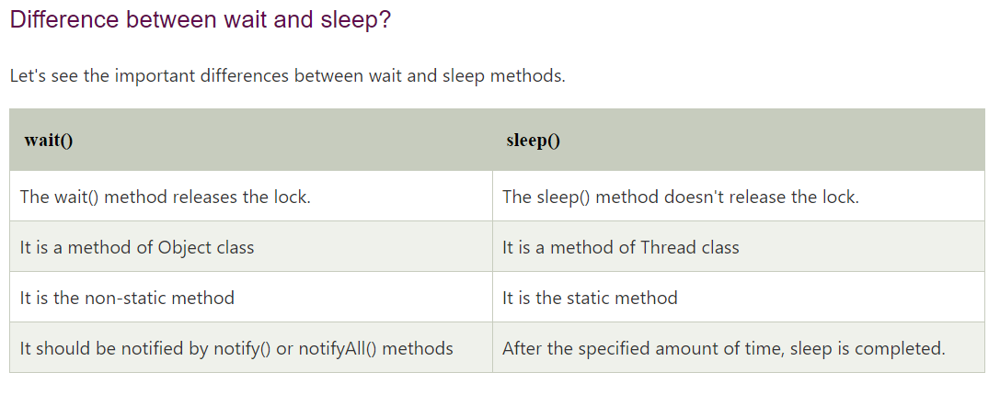 Difference between wait and sleep?
Let's see the important differences between wait and sleep methods.
wait() sleep()
The wait() method releases the lock. The sleep() method doesn't release the lock.
It is a method of Object class It is a method of Thread class
It is the non-static method It is the static method
It should be notified by notify() or notifyAll() methods After the specified amount of time, sleep is completed.